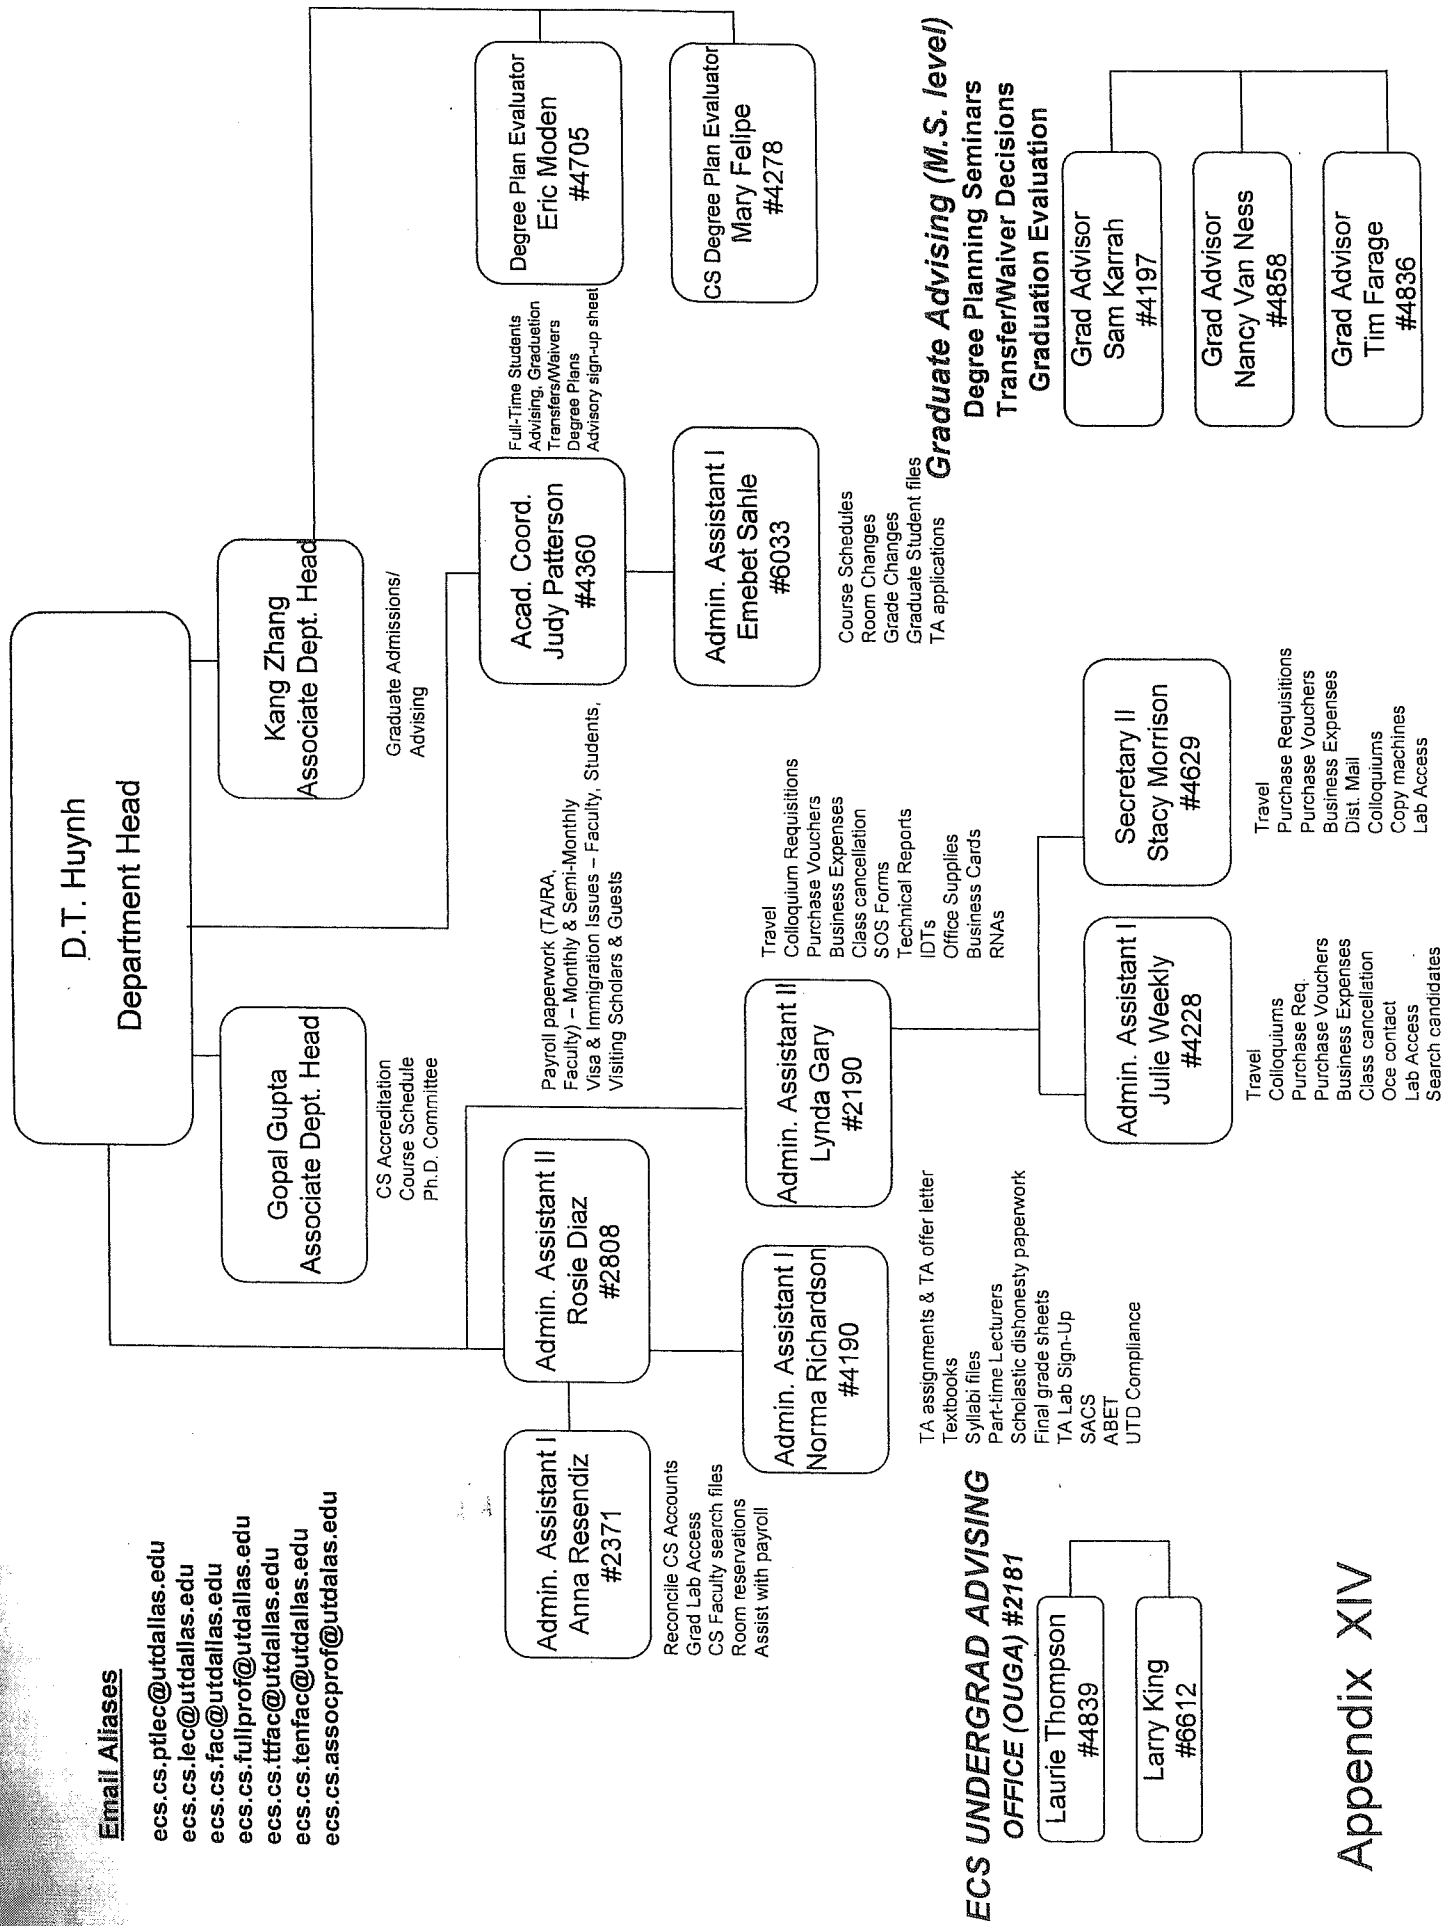 Email Aliases
ecs.cs.ptlec@utdallas.edu
ecs.cs.lec@utdallas.edu
ecs.cs.fac@utdallas.edu
ecs.cs.fullprof@utdallas.edu
ecs.cs.ttfac@utdallas.edu
ecs.cs.tenfac@utdallas.edu
ecs.cs.assocprof@utdalas.edu
D.T. Huynh
Department Head
Gopal Gupta
Associate Dept. Head
CS Accreditation
Course Schedule
Ph.D. Committee
Kang Zhang
Associate Dept. Head
Graduate Admissions/
Advising
Admin. Assistant I
Anna Resendiz
#2371
Reconcile CS Accounts
Grad Lab Access
CS Faculty search files
Room reservations
Assist with payroll
Admin. Assistant II
Rosie Diaz
#2808
Payroll paperwork (TA/RA,
Faculty) – Monthly & Semi-Monthly
Visa & Immigration Issues – Faculty, Students,
Visiting Scholars & Guests
Acad. Coord.
Judy Patterson
#4360
Full-Time Students
Advising, Graduetion
Transfers/Waivers
Degree Plans
Advisory sign-up sheet
Degree Plan Evaluator
Eric Moden
#4705
CS Degree Plan Evaluator
Mary Felipe
#4278
Admin. Assistant I
Emebet Sahle
#6033
Course Schedules
Room Changes
Grade Changes
Graduate Student files
TA applications
Admin. Assistant I
Norma Richardson
#4190
TA assignments & TA offer letter
Textbooks
Syllabi files
Part-time Lecturers
Scholastic dishonesty paperwork
Final grade sheets
TA Lab Sign-Up
SACS
ABET
UTD Compliance
Admin. Assistant II
Lynda Gary
#2190
Travel
Colloquium Requisitions
Purchase Vouchers
Business Expenses
Class cancellation
SOS Forms
Technical Reports
IDTs
Office Supplies
Business Cards
RNAs
Admin. Assistant I
Julie Weekly
#4228
Travel
Colloquiums
Purchase Req.
Purchase Vouchers
Business Expenses
Class cancellation
Oce contact
Lab Access
Search candidates
Secretary II
Stacy Morrison
#4629
Travel
Purchase Requisitions
Purchase Vouchers
Business Expenses
Dist. Mail
Colloquiums
Copy machines
Lab Access
ECS UNDERGRAD ADVISING
OFFICE (OUGA) #2181
Laurie Thompson
#4839
Larry King
#6612
Graduate Advising (M.S. level)
Degree Planning Seminars
Transfer/Waiver Decisions
Graduation Evaluation
Grad Advisor
Sam Karrah
#4197
Grad Advisor
Nancy Van Ness
#4858
Grad Advisor
Tim Farage
#4836
Appendix XIV